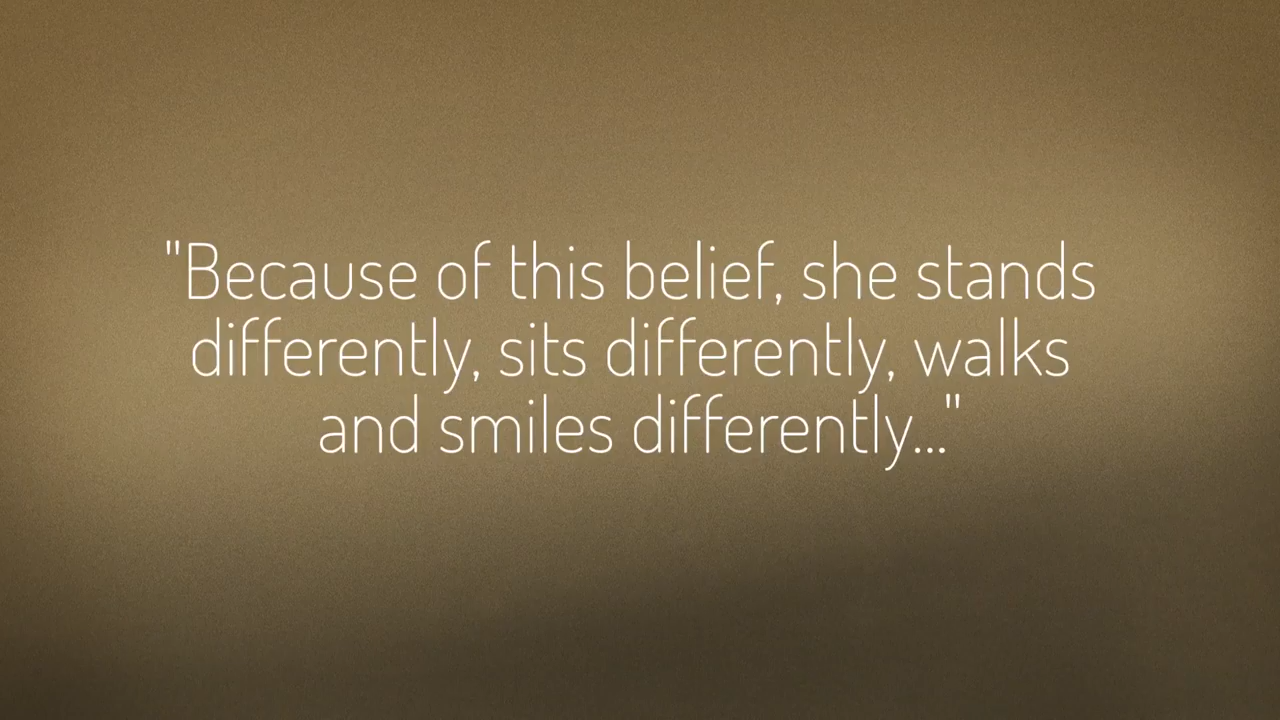 "Because of this belief, she stands
differently, sits differently, walks
and smiles differently..."